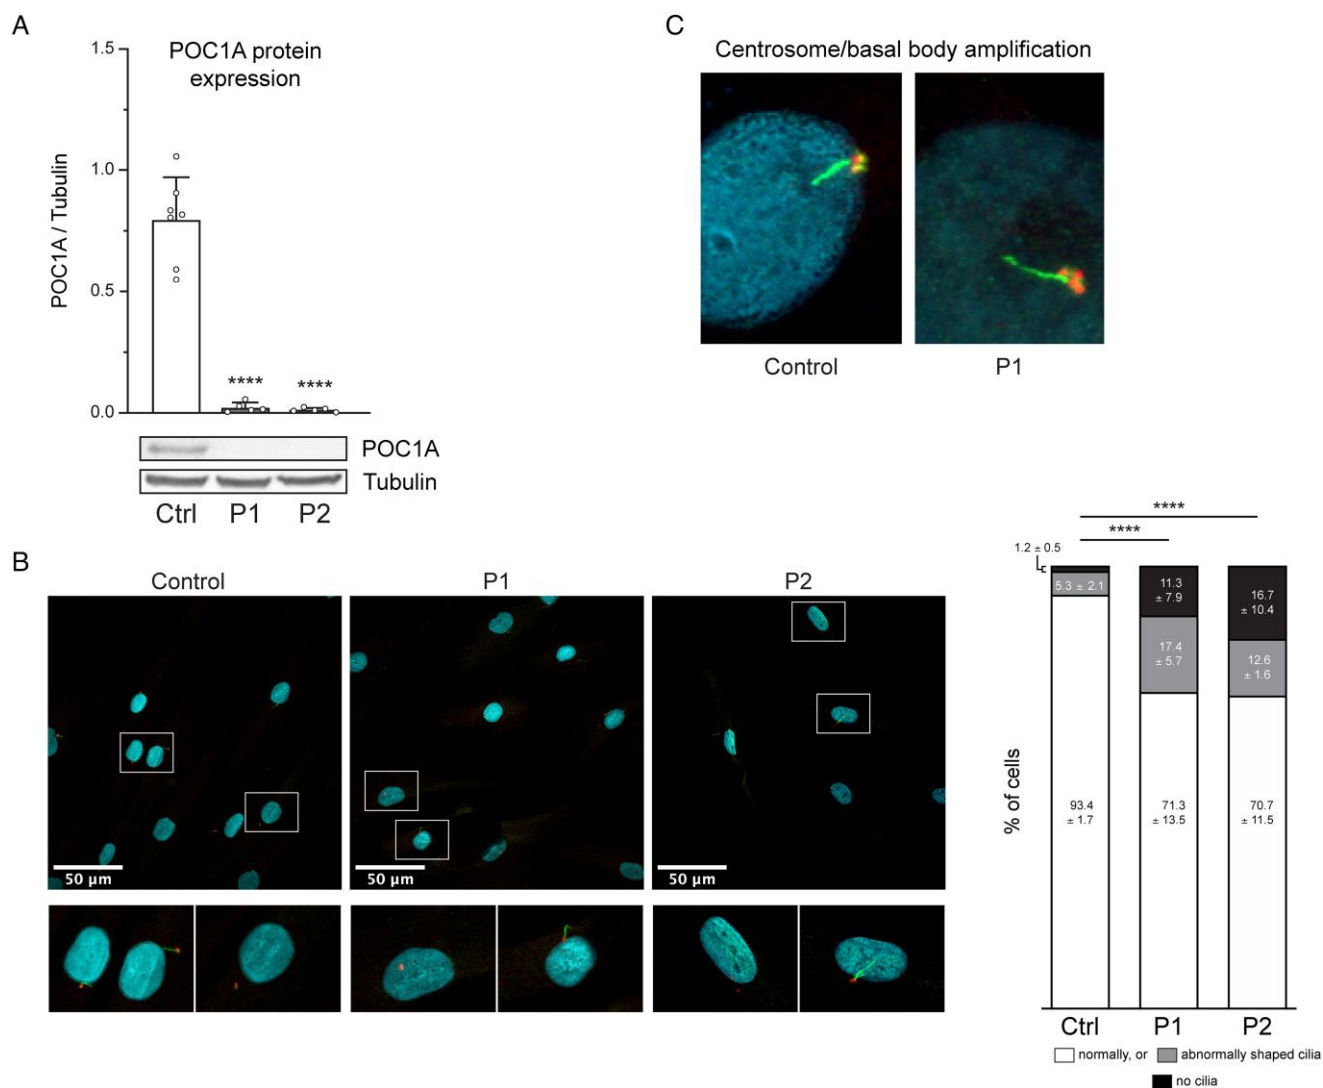 A
POC1A protein
expression
POC1A / Tubulin
1.5
1.0
0.5
0.0
****
****
POC1A
Tubulin
Ctrl P1 P2
C
Centrosome/basal body amplification
Control P1
B
Control P1 P2
50 µm 50 µm 50 µm
****
****
1.2 ± 0.5
5.3 ± 2.1
93.4
± 1.7
11.3
± 7.9
17.4
± 5.7
71.3
± 13.5
16.7
± 10.4
12.6
± 1.6
70.7
± 11.5
% of cells
Ctrl P1 P2
normally, or abnormally shaped cilia
no cilia